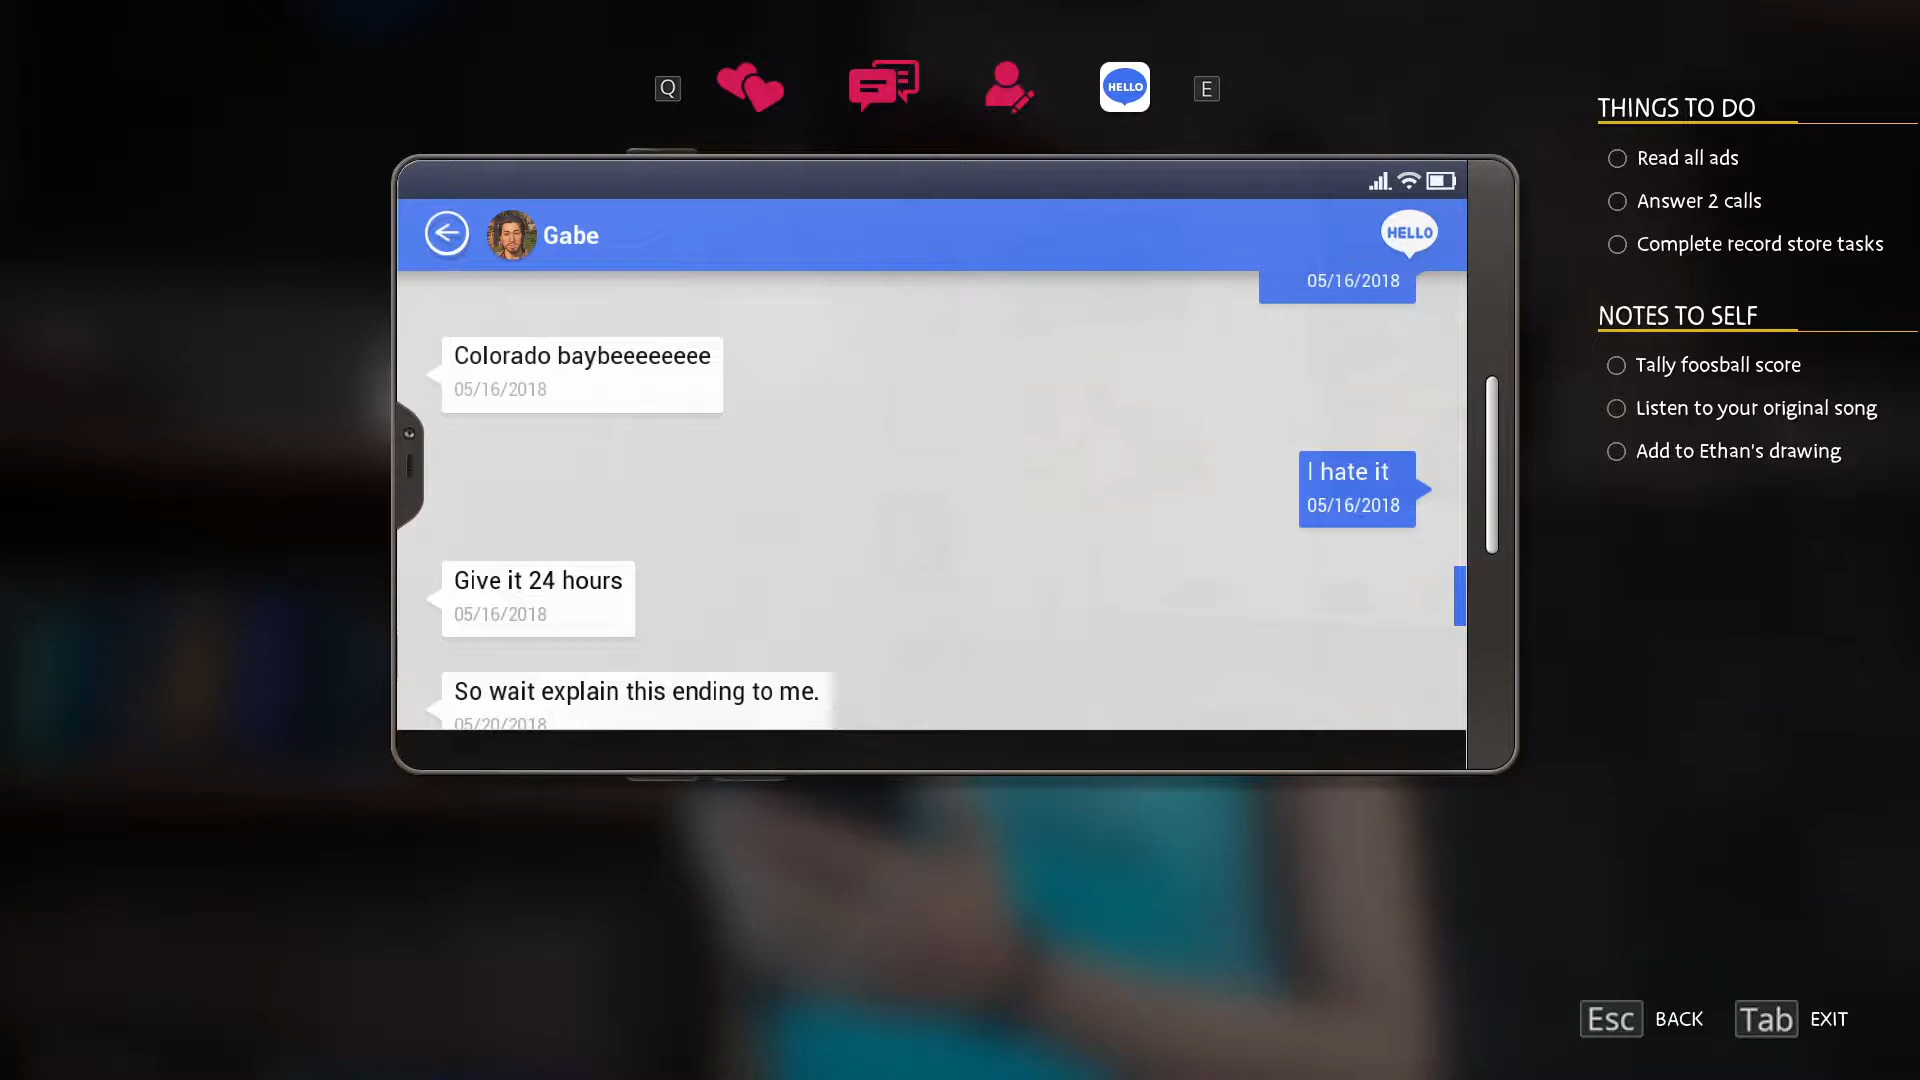 Q
HELLO
E
Gabe
HELLO
05/16/2018
Colorado baybeeeeeeee
05/16/2018
I hate it
05/16/2018
Give it 24 hours
05/16/2018
So wait explain this ending to me.
05/20/2018
THINGS TO DO
Read all ads
Answer 2 calls
Complete record store tasks
NOTES TO SELF
Tally foosball score
Listen to your original song
Add to Ethan's drawing
Esc BACK
Tab EXIT